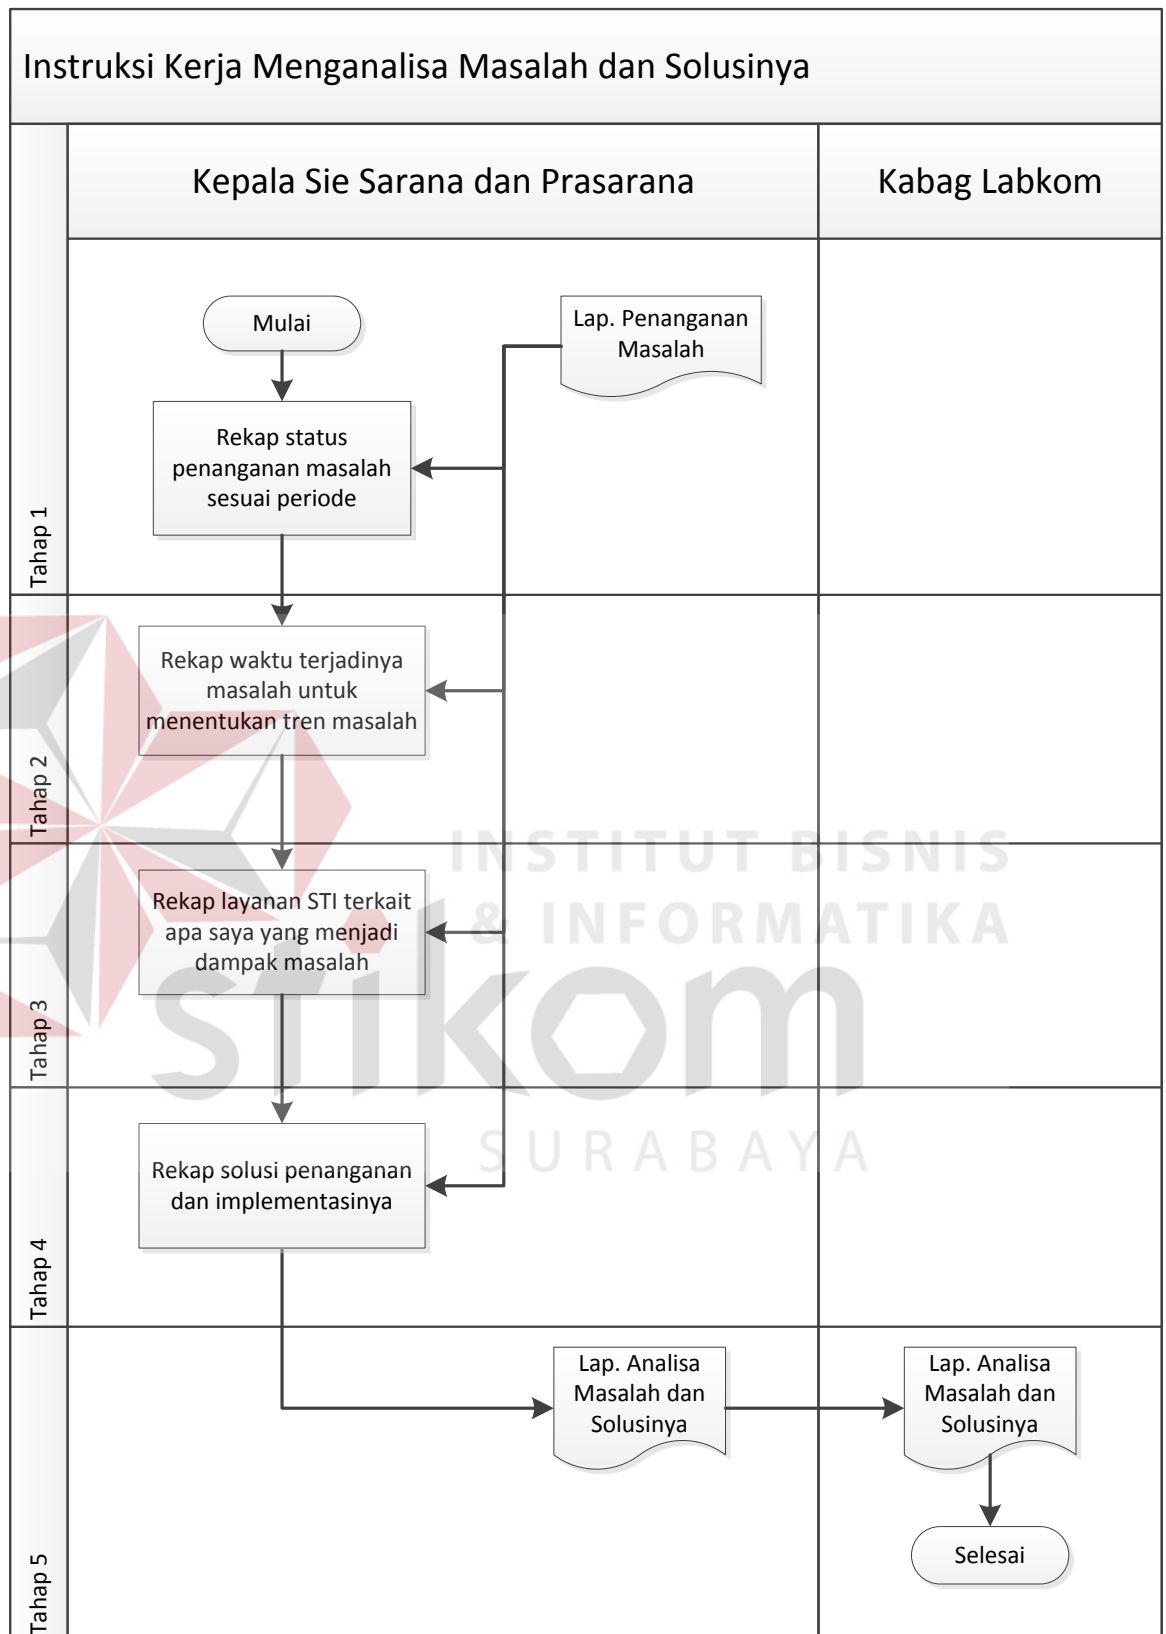 Instruksi Kerja Menganalisa Masalah dan Solusinya
Kepala Sie Sarana dan Prasarana
Kabag Labkom
Tahap 1
Mulai
Lap. Penanganan
Masalah
Rekap status
penanganan masalah
sesuai periode
Tahap 2
Rekap waktu terjadinya
masalah untuk
menentukan tren masalah
Tahap 3
Rekap layanan STI terkait
apa saya yang menjadi
dampak masalah
INSTITUT BISNIS
& INFORMATIKA
stikom
SURABAYA
Tahap 4
Rekap solusi penanganan
dan implementasinya
Tahap 5
Lap. Analisa
Masalah dan
Solusinya
Lap. Analisa
Masalah dan
Solusinya
Selesai